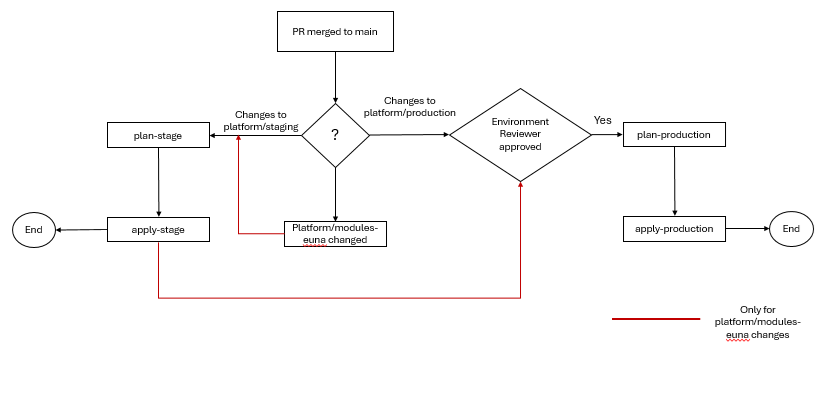 PR merged to main
Changes to
platform/staging
?
Changes to
platform/production
Environment
Reviewer
approved
Yes
plan-stage
plan-production
End
apply-stage
Platform/modules-
euna changed
apply-production
End
Only for
platform/modules-
euna changes